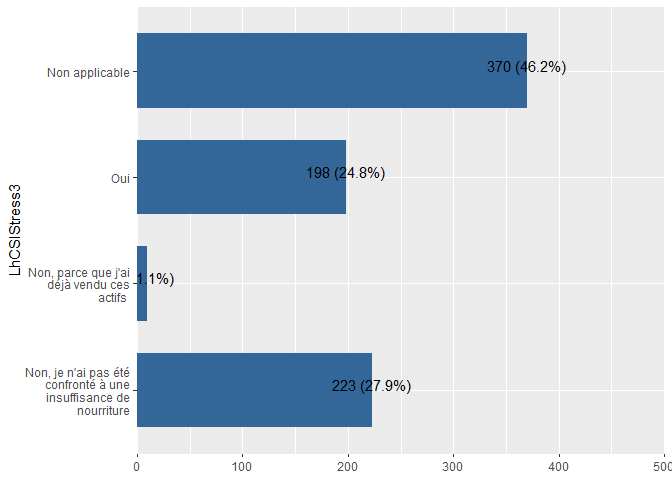 LhCSIStress3
Non applicable
370 (46.2%)
Oui
198 (24.8%)
Non, parce que j'ai
déjà vendu ces
actifs
1.1%)
Non, je n'ai pas été
confronté à une
insuffisance de
nourriture
223 (27.9%)
0 100 200 300 400 500